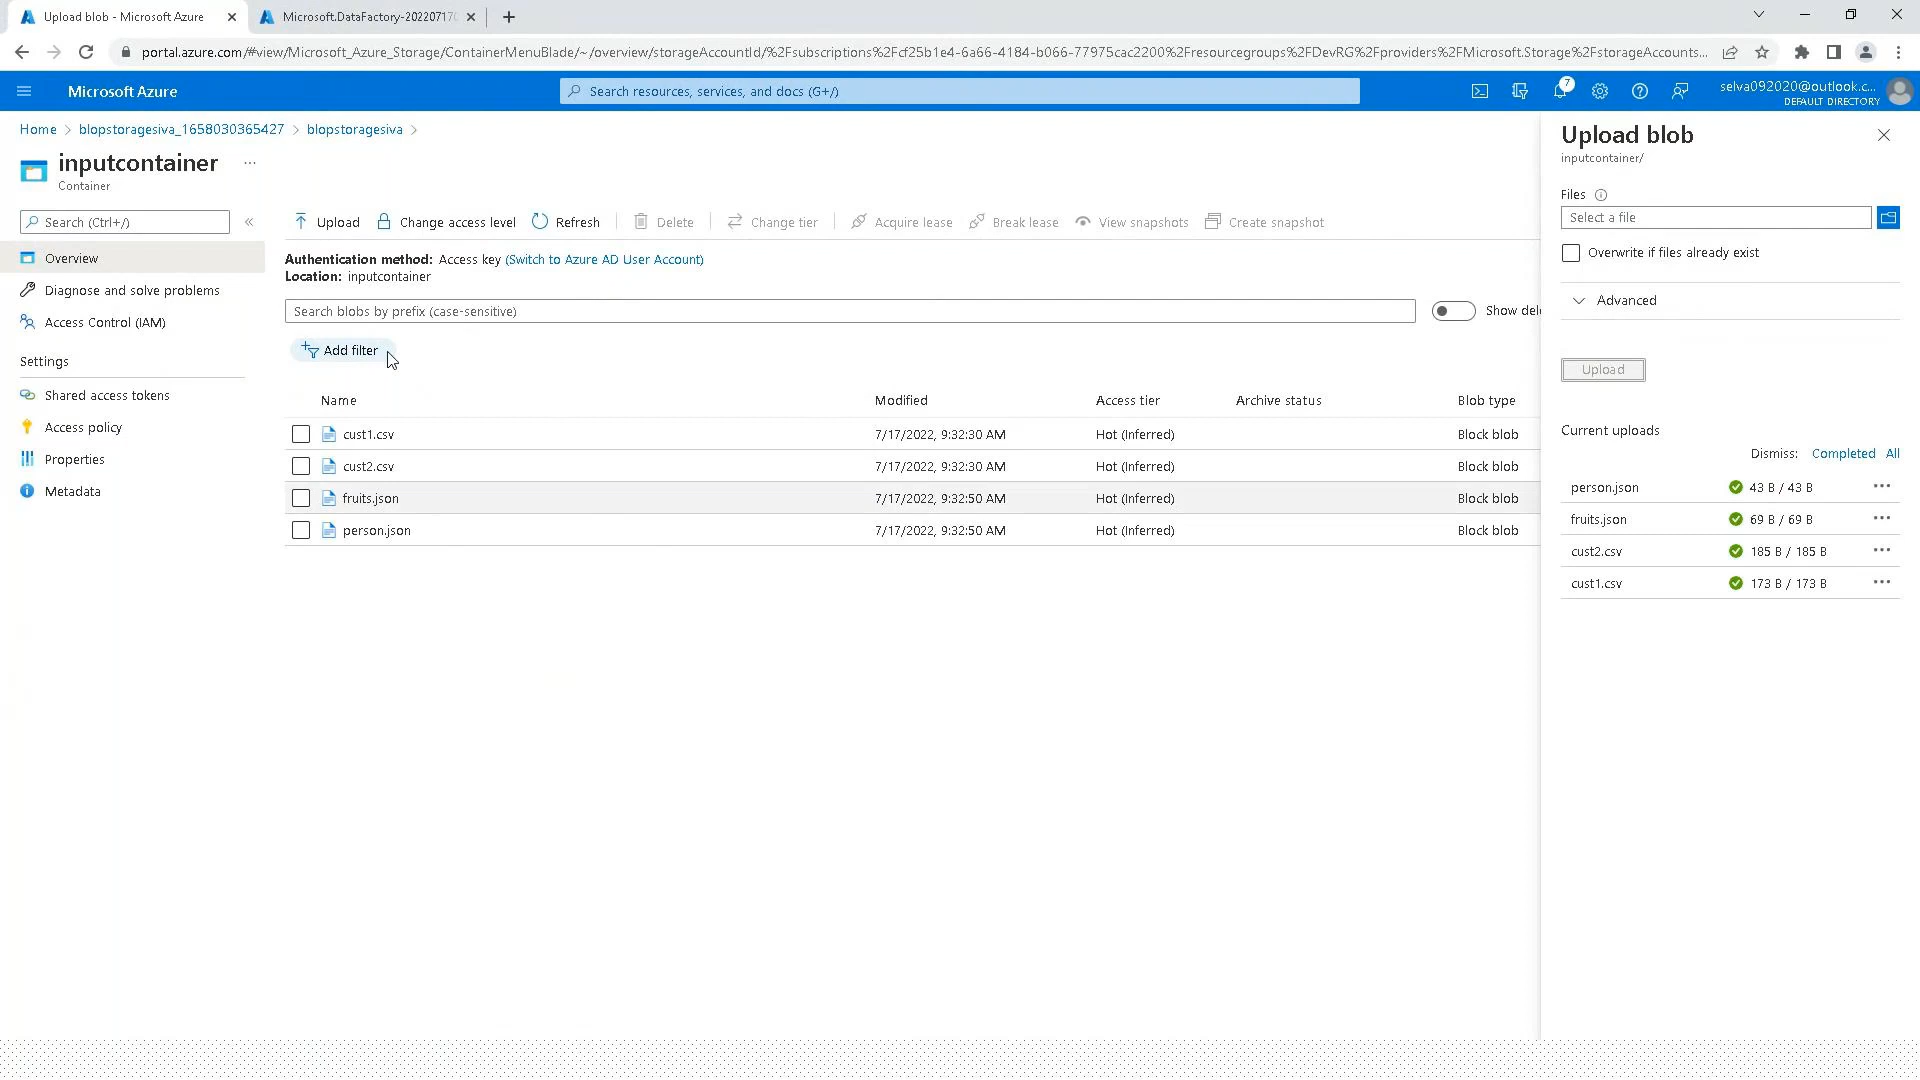 Upload blob - Microsoft Azure
Microsoft.DataFactory-20220717
portal.azure.com/#view/Microsoft_Azure_Storage/ContainerMenuBlade/~/overview/storageAccountId/%2Fsubscriptions%2Fcf25b1e4-6a66-4184-b066-77975cac2200%2Fresourcegroups%2FDevRG%2Fproviders%2FMicrosoft.Storage%2FstorageAccounts...
Microsoft Azure
Search resources, services, and docs (G+/)
7
selva092020@outlook.c...
DEFAULT DIRECTORY
Home > blopstoragesiva_1658030365427 > blopstoragesiva >
inputcontainer ...
Container
Search (Ctrl+/)
«
Overview
Diagnose and solve problems
Access Control (IAM)
Settings
Shared access tokens
Access policy
Properties
Metadata
Upload Change access level Refresh Delete Change tier Acquire lease Break lease View snapshots Create snapshot
Authentication method: Access key (Switch to Azure AD User Account)
Location: inputcontainer
Search blobs by prefix (case-sensitive)
Show dele
Add filter
Name Modified Access tier Archive status Blob type
cust1.csv 7/17/2022, 9:32:30 AM Hot (Inferred) Block blob
cust2.csv 7/17/2022, 9:32:30 AM Hot (Inferred) Block blob
fruits.json 7/17/2022, 9:32:50 AM Hot (Inferred) Block blob
person.json 7/17/2022, 9:32:50 AM Hot (Inferred) Block blob
Upload blob
inputcontainer/
Files
Select a file
Overwrite if files already exist
Advanced
Upload
Current uploads
Dismiss: Completed All
person.json 43 B / 43 B ...
fruits.json 69 B / 69 B ...
cust2.csv 185 B / 185 B ...
cust1.csv 173 B / 173 B ...